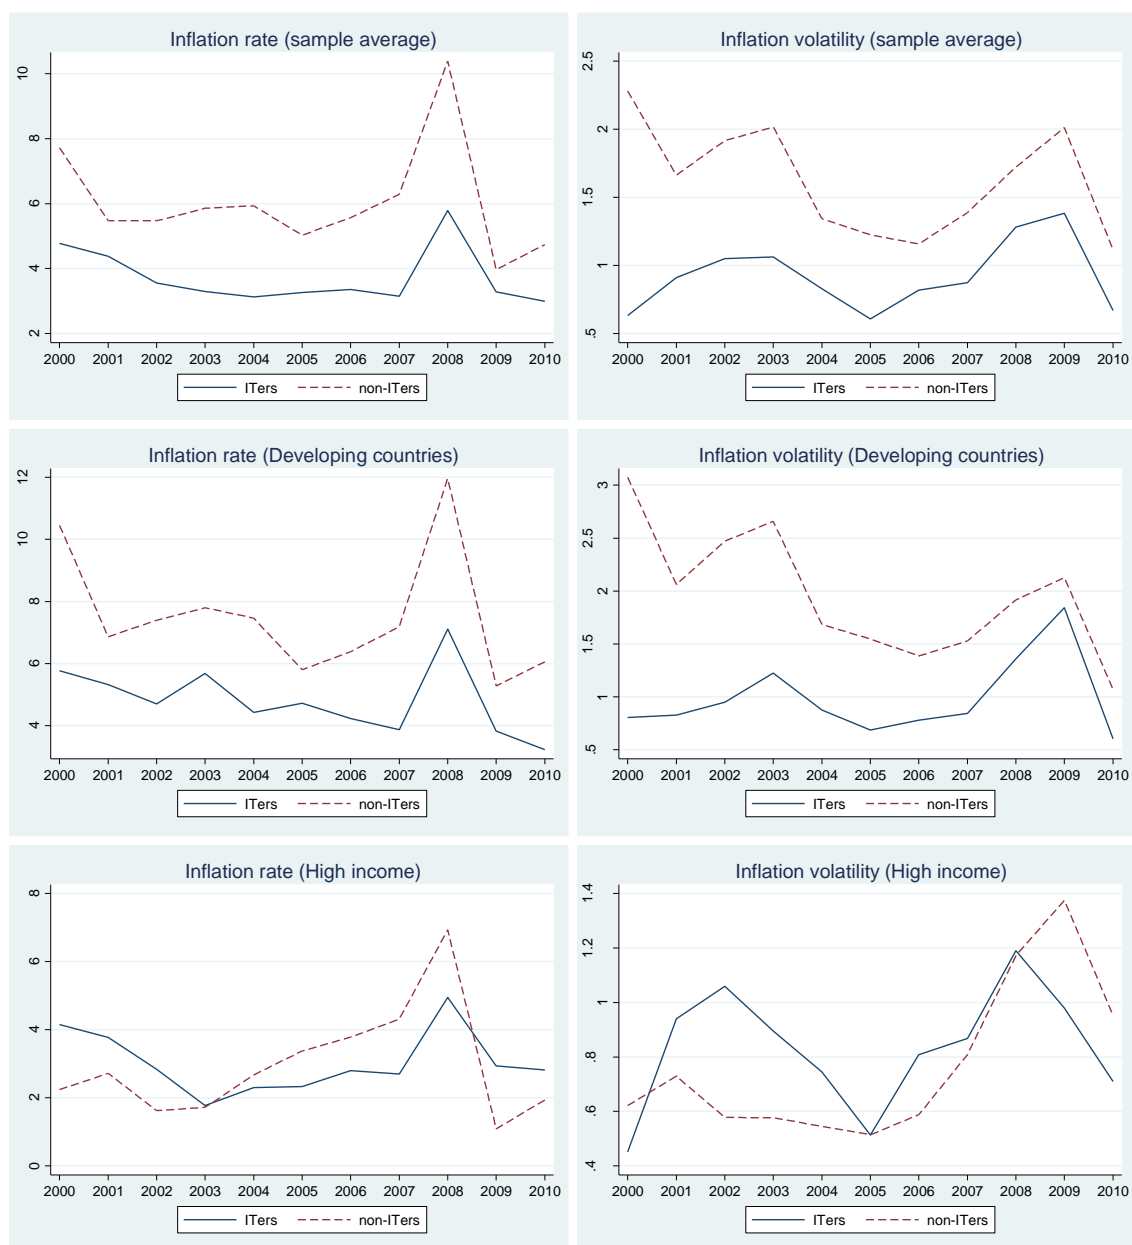 Inflation rate (sample average)
10
8
6
4
2
2000 2001 2002 2003 2004 2005 2006 2007 2008 2009 2010
ITers non-ITers
Inflation volatility (sample average)
2.5
2
1.5
1
.5
2000 2001 2002 2003 2004 2005 2006 2007 2008 2009 2010
ITers non-ITers
Inflation rate (Developing countries)
12
10
8
6
4
2000 2001 2002 2003 2004 2005 2006 2007 2008 2009 2010
ITers non-ITers
Inflation volatility (Developing countries)
3
2.5
2
1.5
1
.5
2000 2001 2002 2003 2004 2005 2006 2007 2008 2009 2010
ITers non-ITers
Inflation rate (High income)
8
6
4
2
0
2000 2001 2002 2003 2004 2005 2006 2007 2008 2009 2010
ITers non-ITers
Inflation volatility (High income)
1.4
1.2
1
.8
.6
.4
2000 2001 2002 2003 2004 2005 2006 2007 2008 2009 2010
ITers non-ITers